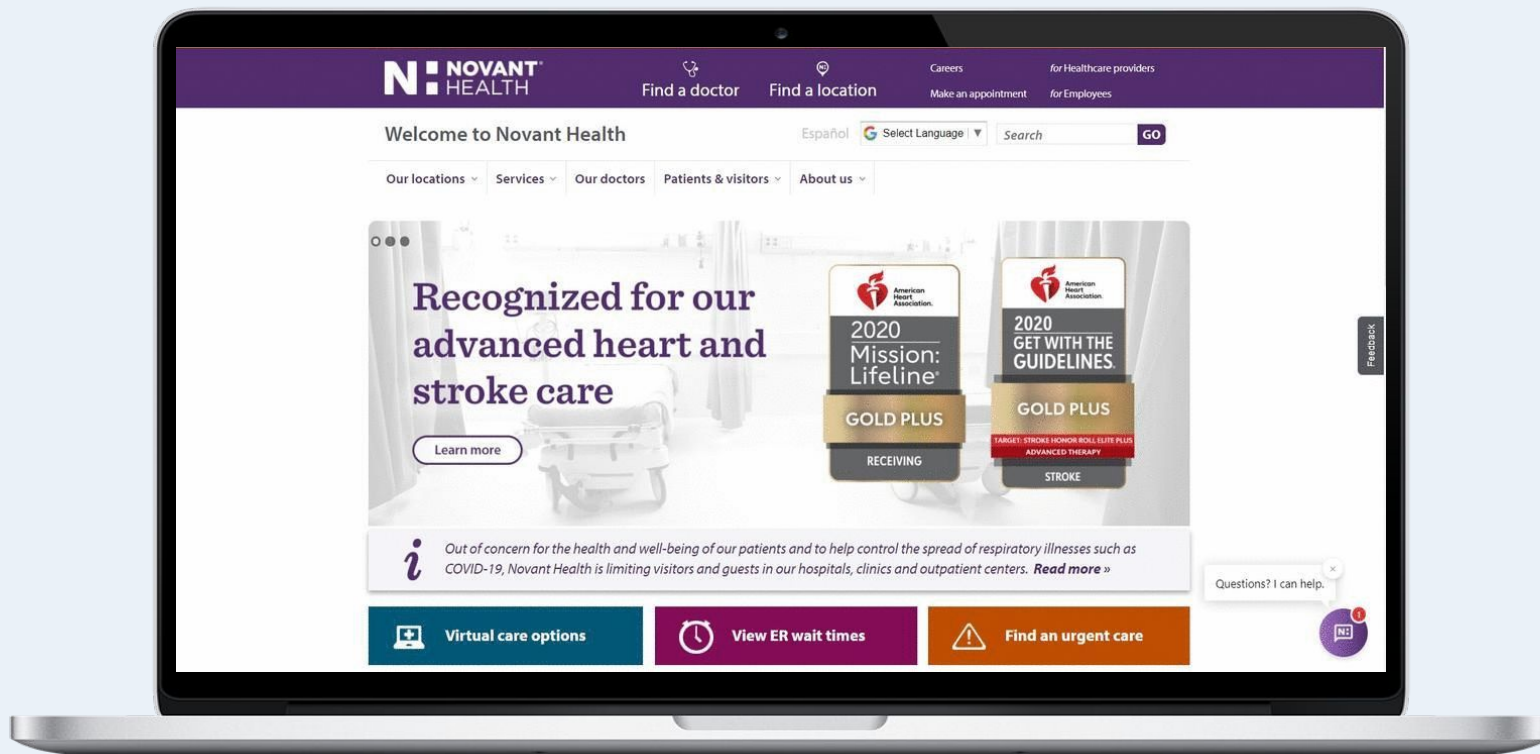 N: NOVANT®
HEALTH
Find a doctor
Find a location
Careers
for Healthcare providers
Make an appointment
for Employees
Welcome to Novant Health
Español
G Select Language ▼
Search
GO
Our locations
Services
Our doctors
Patients & visitors
About us
Recognized for our
advanced heart and
stroke care
Learn more
American
Heart
Association.
2020
Mission:
Lifeline®
GOLD PLUS
RECEIVING
American
Heart
Association.
2020
GET WITH THE
GUIDELINES.
GOLD PLUS
TARGET: STROKE HONOR ROLL ELITE PLUS
ADVANCED THERAPY
STROKE
Feedback
i
Out of concern for the health and well-being of our patients and to help control the spread of respiratory illnesses such as
COVID-19, Novant Health is limiting visitors and guests in our hospitals, clinics and outpatient centers. Read more »
Questions? I can help.
×
1
N:
Virtual care options
View ER wait times
Find an urgent care